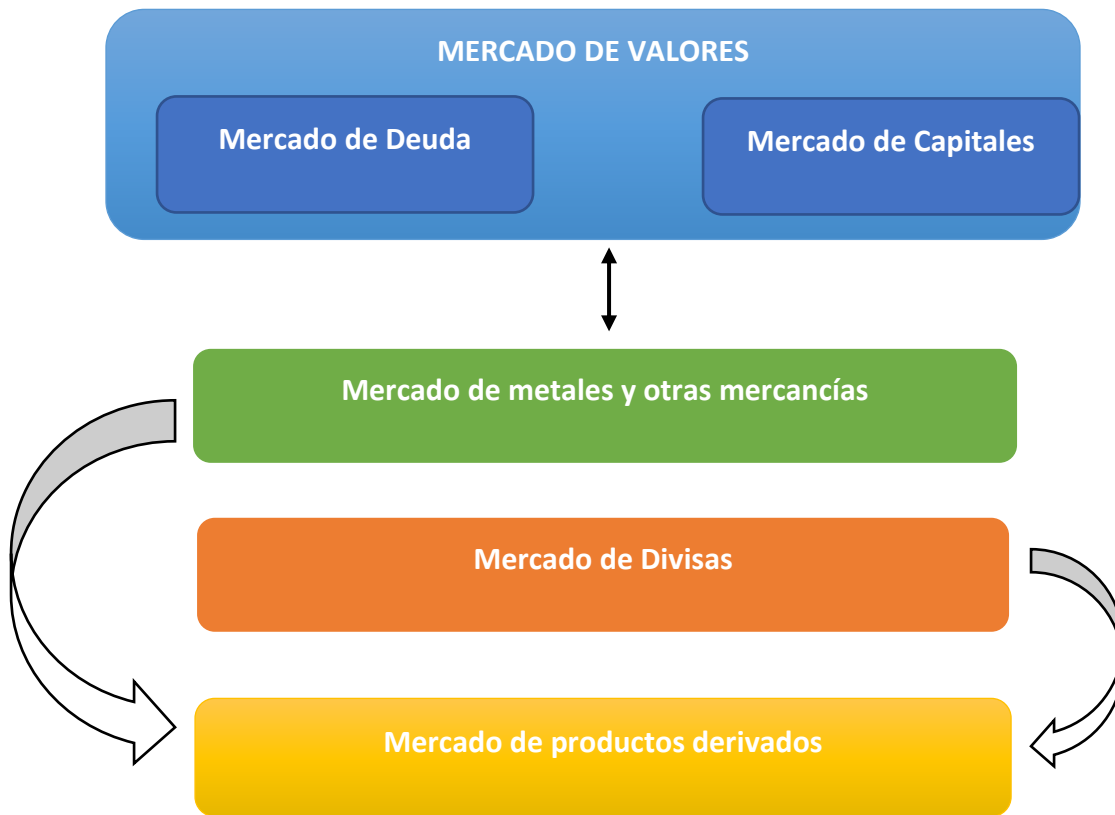 MERCADO DE VALORES
Mercado de Deuda
Mercado de Capitales
Mercado de metales y otras mercancías
Mercado de Divisas
Mercado de productos derivados